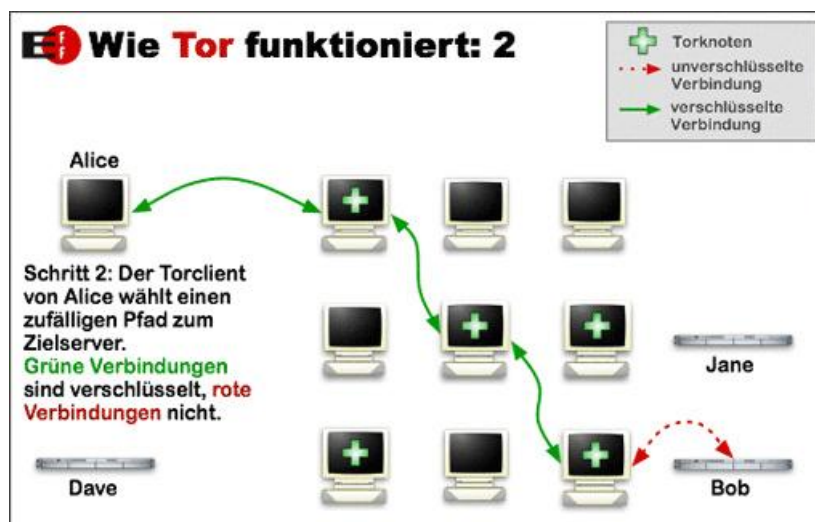 EFF Wie Tor funktioniert: 2
Torknoten
unverschlüsselte
Verbindung
verschlüsselte
Verbindung
Alice
Schritt 2: Der Torclient
von Alice wählt einen
zufälligen Pfad zum
Zielserver.
Grüne Verbindungen
sind verschlüsselt, rote
Verbindungen nicht.
Jane
Dave
Bob